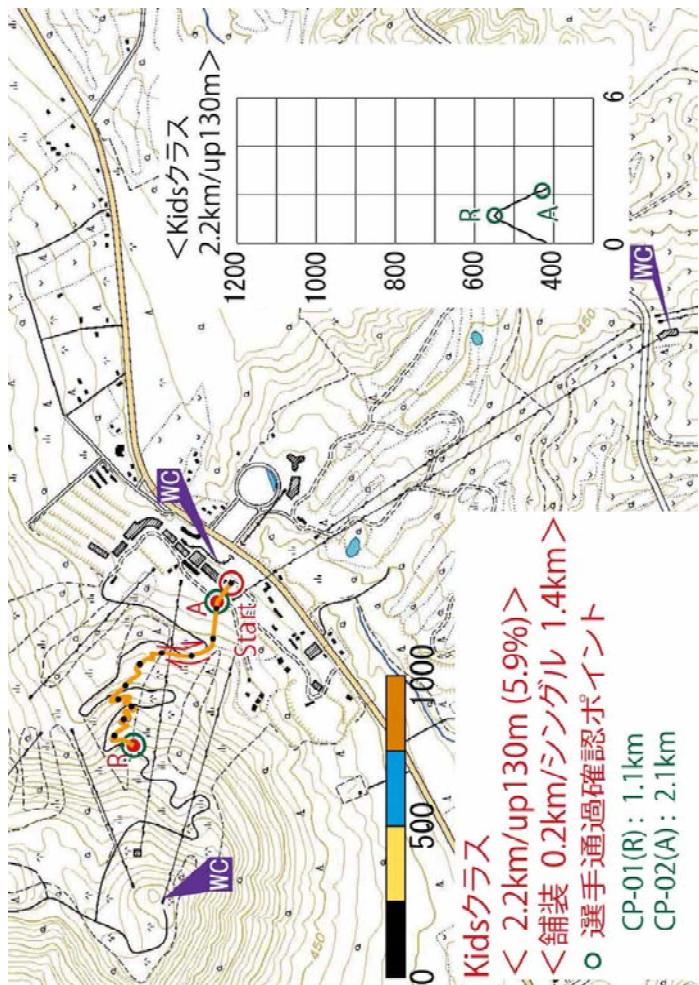 <Kidsクラス
2.2km/up130m>
1200
1000
800
600
400
0
6
R
A
WC
WC
WC
R
A
Start
450
450
0
500
1000
Kidsクラス
< 2.2km/up130m (5.9%)>
<舗装 0.2km/シングル 1.4km>
○ 選手通過確認ポイント
CP-01(R) : 1.1km
CP-02(A) : 2.1km